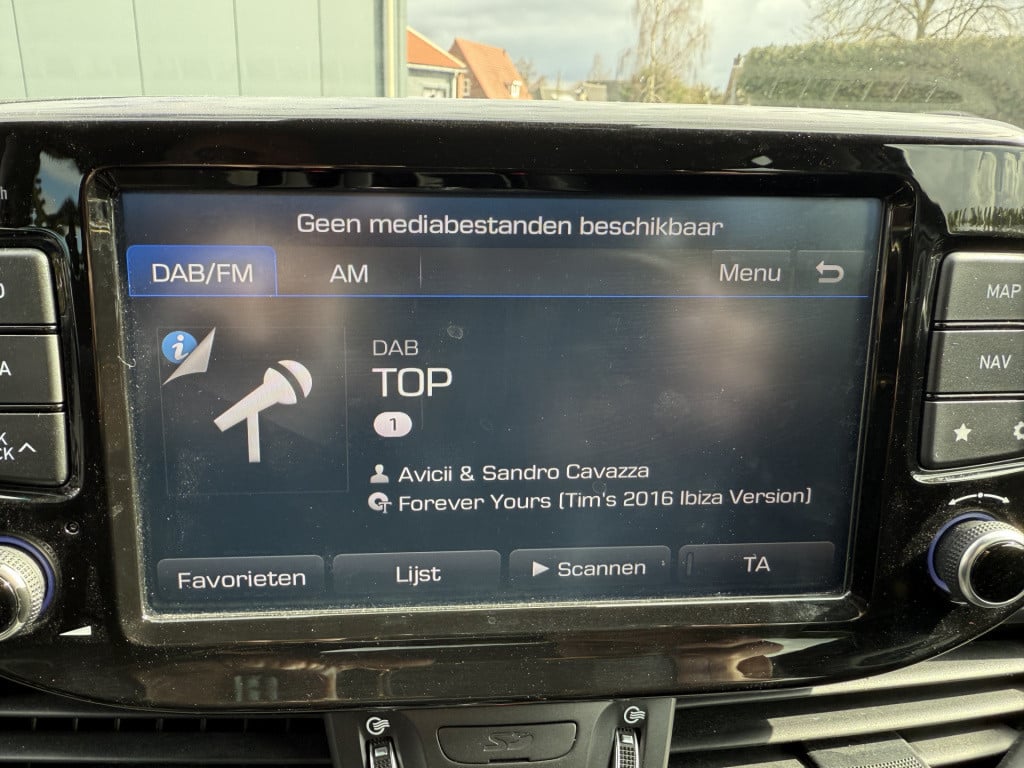 Geen mediabestanden beschikbaar
DAB/FM
AM
Menu
DAB
TOP
1
Avicii & Sandro Cavazza
Forever Yours (Tim's 2016 Ibiza Version)
Favorieten
Lijst
Scannen
TA
MAP
NAV